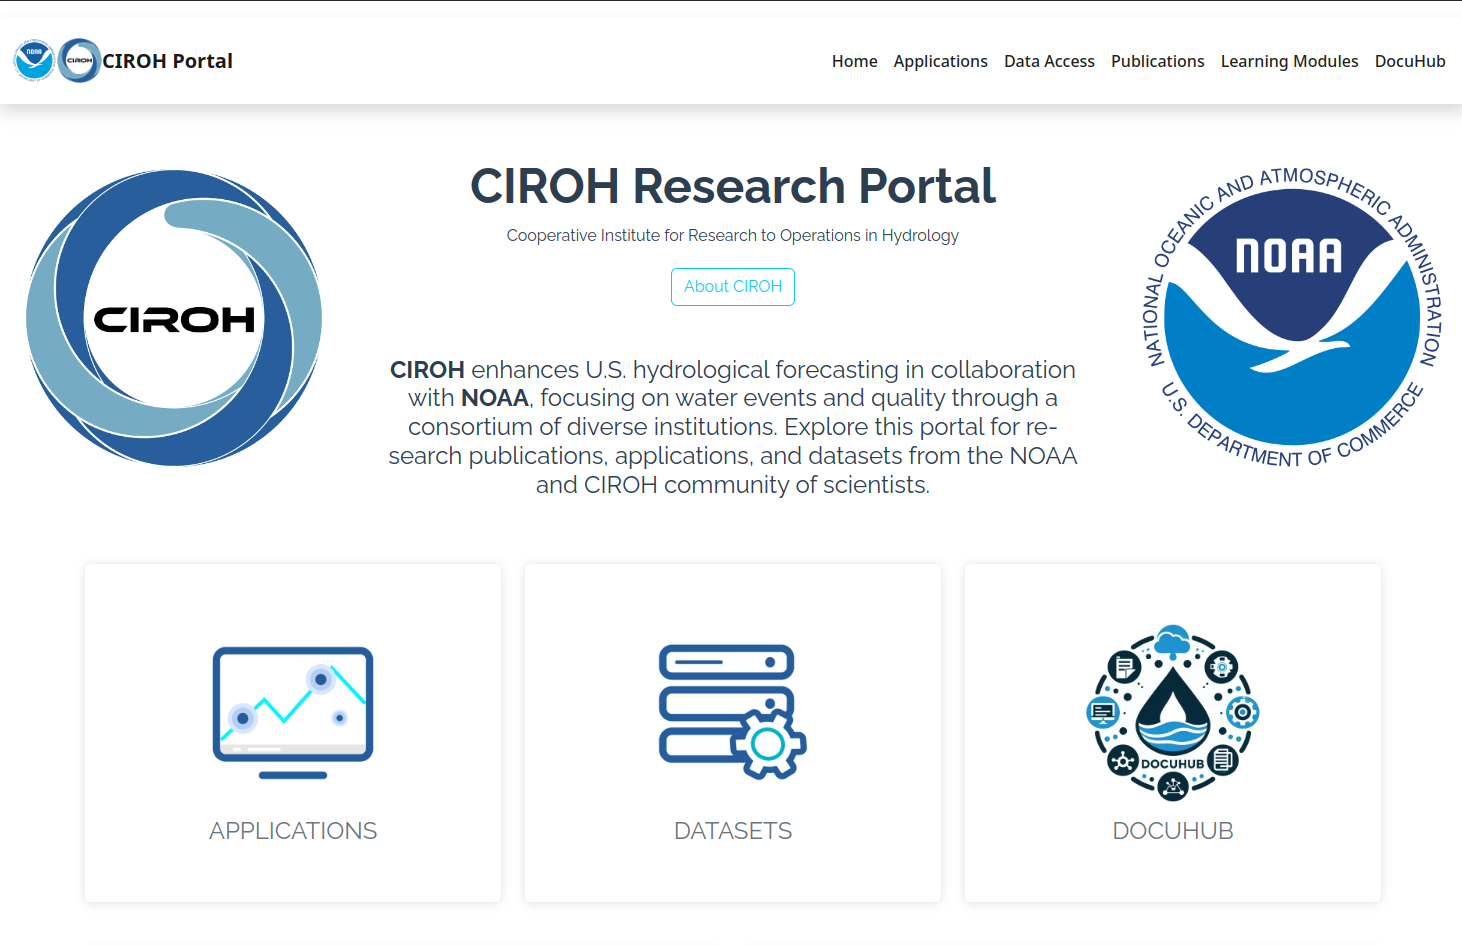 NOAA
CIROH
CIROH Portal
Home
Applications
Data Access
Publications
Learning Modules
DocuHub
CIROH
CIROH Research Portal
Cooperative Institute for Research to Operations in Hydrology
About CIROH
CIROH enhances U.S. hydrological forecasting in collaboration
with NOAA, focusing on water events and quality through a
consortium of diverse institutions. Explore this portal for re-
search publications, applications, and datasets from the NOAA
and CIROH community of scientists.
NATIONAL OCEANIC AND ATMOSPHERIC ADMINISTRATION
NOAA
U.S. DEPARTMENT OF COMMERCE
APPLICATIONS
DATASETS
DOCUHUB
DOCUHUB